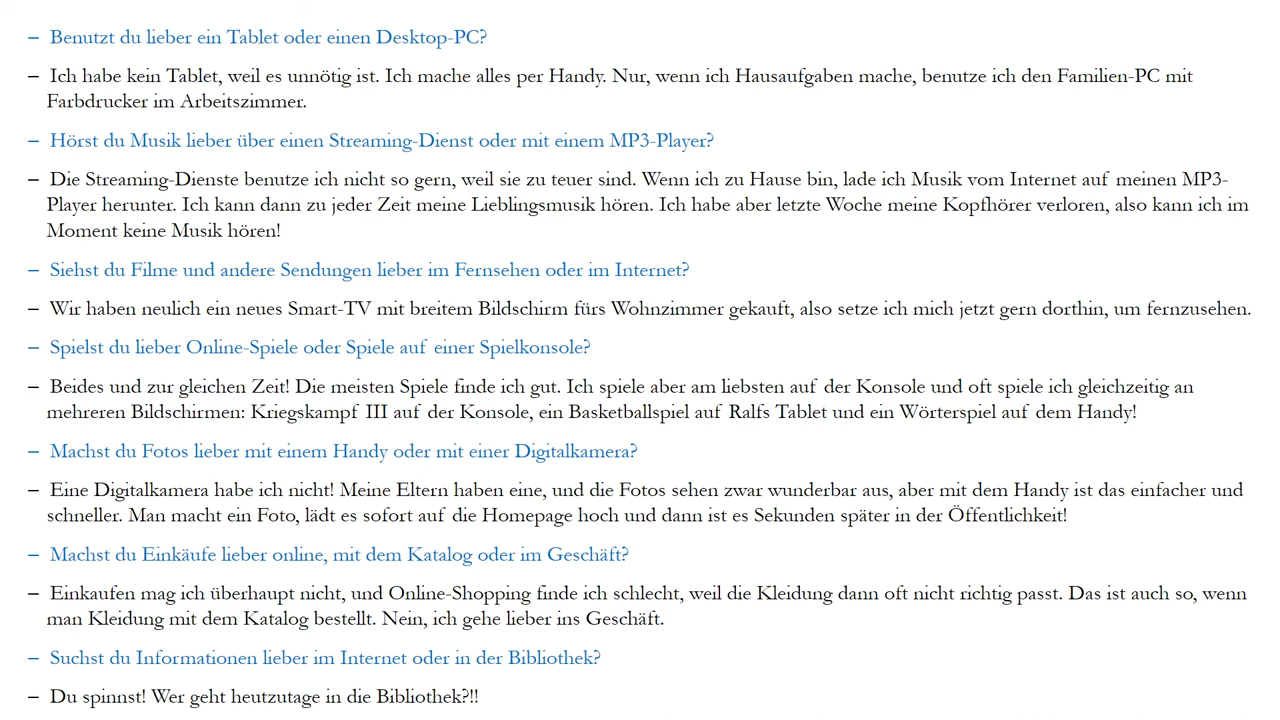 – Benutzt du lieber ein Tablet oder einen Desktop-PC?
– Ich habe kein Tablet, weil es unnötig ist. Ich mache alles per Handy. Nur, wenn ich Hausaufgaben mache, benutze ich den Familien-PC mit
Farbdrucker im Arbeitszimmer.
– Hörst du Musik lieber über einen Streaming-Dienst oder mit einem MP3-Player?
– Die Streaming-Dienste benutze ich nicht so gern, weil sie zu teuer sind. Wenn ich zu Hause bin, lade ich Musik vom Internet auf meinen MP3-
Player herunter. Ich kann dann zu jeder Zeit meine Lieblingsmusik hören. Ich habe aber letzte Woche meine Kopfhörer verloren, also kann ich im
Moment keine Musik hören!
– Siehst du Filme und andere Sendungen lieber im Fernsehen oder im Internet?
– Wir haben neulich ein neues Smart-TV mit breitem Bildschirm fürs Wohnzimmer gekauft, also setze ich mich jetzt gern dorthin, um fernzusehen.
– Spielst du lieber Online-Spiele oder Spiele auf einer Spielkonsole?
– Beides und zur gleichen Zeit! Die meisten Spiele finde ich gut. Ich spiele aber am liebsten auf der Konsole und oft spiele ich gleichzeitig an
mehreren Bildschirmen: Kriegskampf III auf der Konsole, ein Basketballspiel auf Ralfs Tablet und ein Wörterspiel auf dem Handy!
– Machst du Fotos lieber mit einem Handy oder mit einer Digitalkamera?
– Eine Digitalkamera habe ich nicht! Meine Eltern haben eine, und die Fotos sehen zwar wunderbar aus, aber mit dem Handy ist das einfacher und
schneller. Man macht ein Foto, lädt es sofort auf die Homepage hoch und dann ist es Sekunden später in der Öffentlichkeit!
– Machst du Einkäufe lieber online, mit dem Katalog oder im Geschäft?
– Einkaufen mag ich überhaupt nicht, und Online-Shopping finde ich schlecht, weil die Kleidung dann oft nicht richtig passt. Das ist auch so, wenn
man Kleidung mit dem Katalog bestellt. Nein, ich gehe lieber ins Geschäft.
– Suchst du Informationen lieber im Internet oder in der Bibliothek?
– Du spinnst! Wer geht heutzutage in die Bibliothek?!!